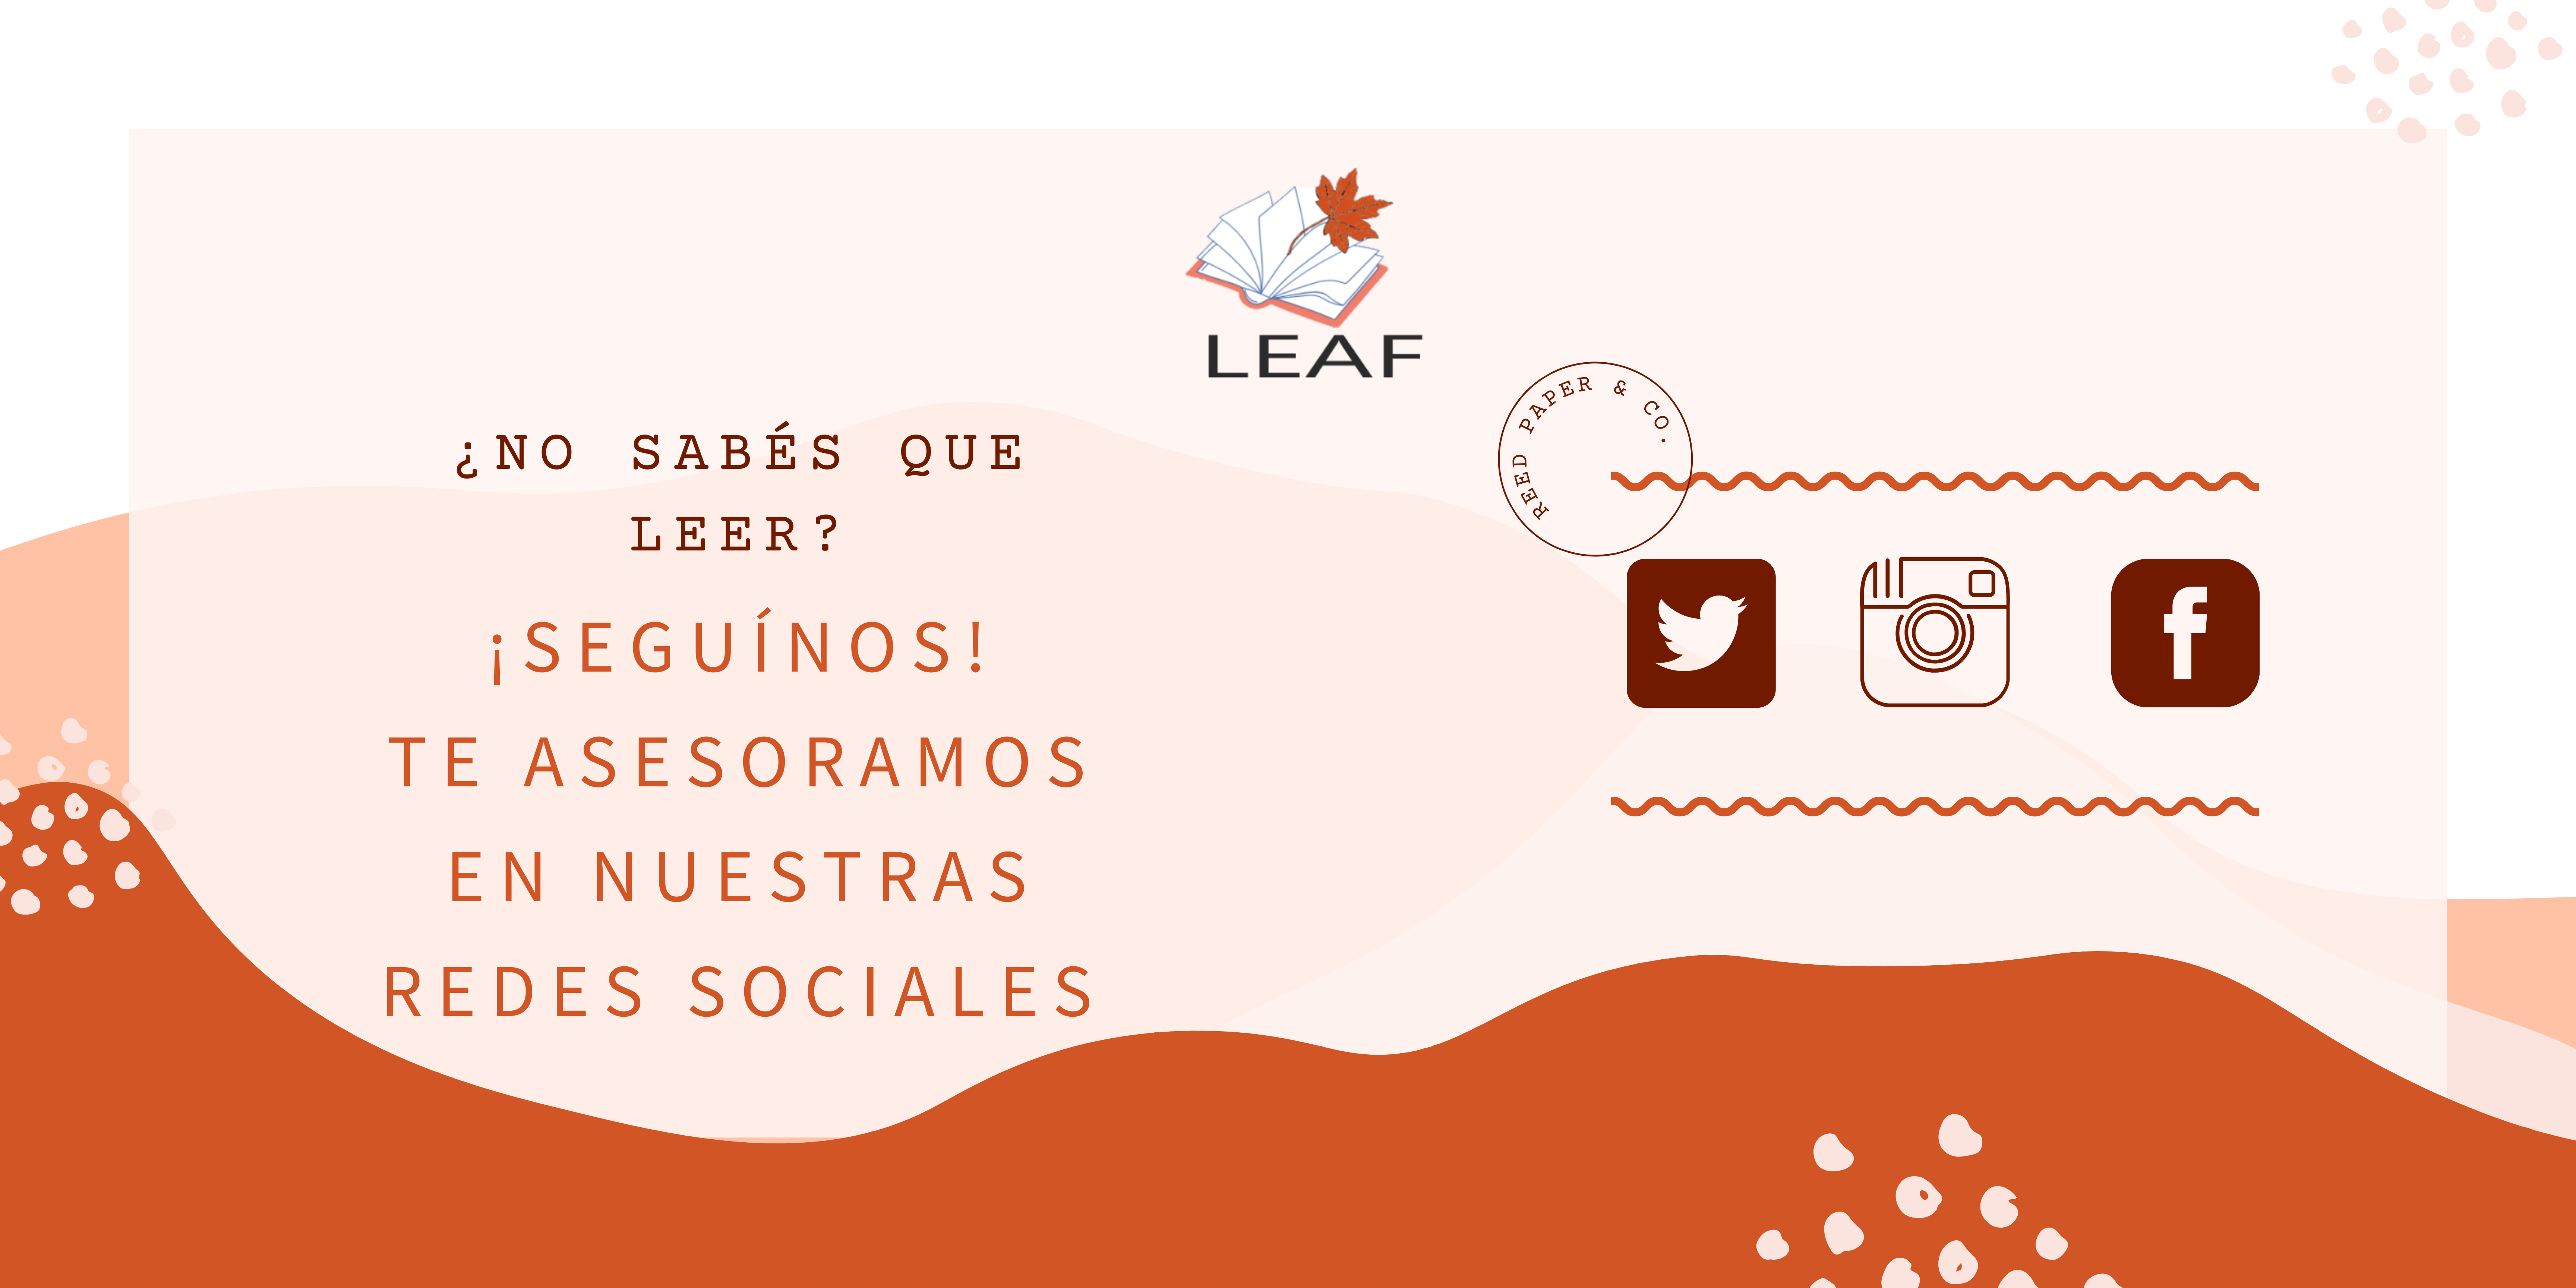 LEAF
REED PAPER & CO.
¿NO SABÉS QUE
LEER?
¡SEGUÍNOS!
TE ASESORAMOS
EN NUESTRAS
REDES SOCIALES